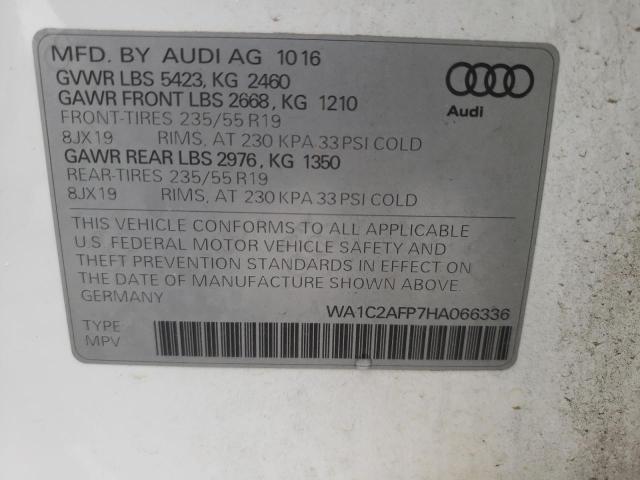 MFD. BY AUDI AG 10 16
GVWR LBS 5423, KG 2460
GAWR FRONT LBS 2668, KG 1210
FRONT-TIRES 235/55 R19
8JX19 RIMS, AT 230 KPA 33 PSI COLD
GAWR REAR LBS 2976, KG 1350
REAR-TIRES 235/55 R19
8JX19 RIMS, AT 230 KPA 33 PSI COLD
Audi
THIS VEHICLE CONFORMS TO ALL APPLICABLE
U.S. FEDERAL MOTOR VEHICLE SAFETY AND
THEFT PREVENTION STANDARDS IN EFFECT ON
THE DATE OF MANUFACTURE SHOWN ABOVE.
GERMANY
WA1C2AFP7HA066336
TYPE
MPV